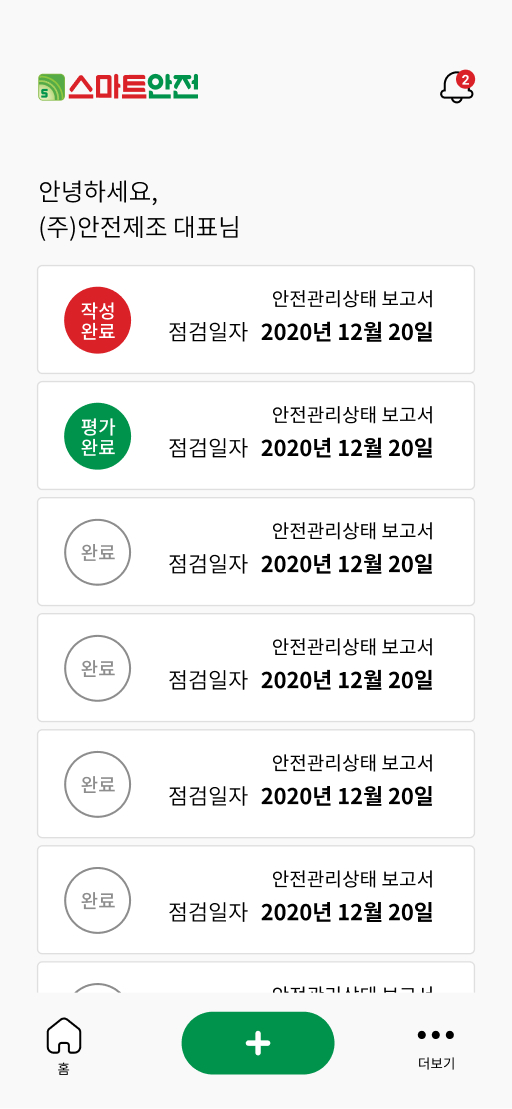 S 스마트안전
2
안녕하세요,
(주)안전제조 대표님
작성
완료
안전관리상태 보고서
점검일자 2020년 12월 20일
평가
완료
안전관리상태 보고서
점검일자 2020년 12월 20일
완료
안전관리상태 보고서
점검일자 2020년 12월 20일
완료
안전관리상태 보고서
점검일자 2020년 12월 20일
완료
안전관리상태 보고서
점검일자 2020년 12월 20일
완료
안전관리상태 보고서
점검일자 2020년 12월 20일
홈
더보기